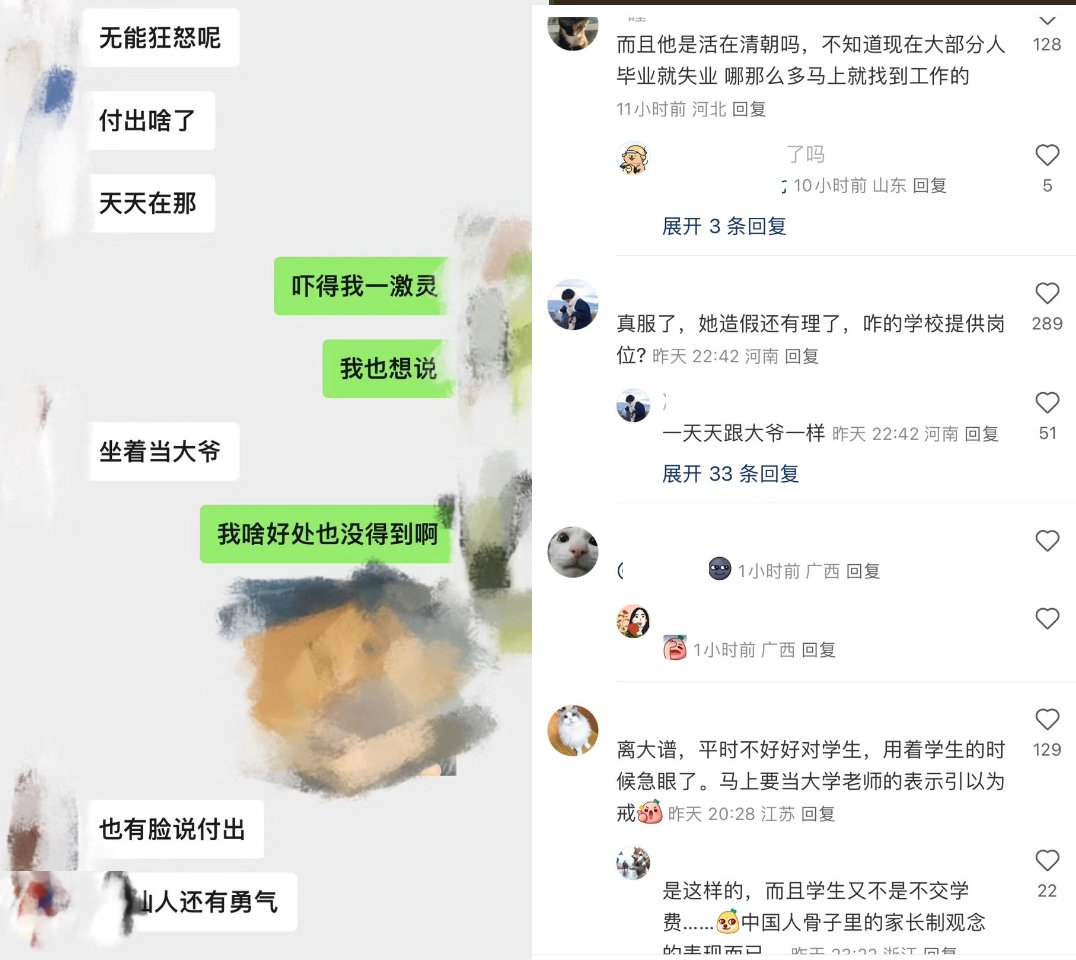 无能狂怒呢
付出啥了
天天在那
吓得我一激灵
我也想说
坐着当大爷
我啥好处也没得到啊
也有脸说付出
人还有勇气
而且他是活在清朝吗，不知道现在大部分人
毕业就失业 哪那么多马上就找到工作的
128
11小时前 河北 回复
了吗
10小时前 山东 回复
5
展开 3 条回复
真服了，她造假还有理了，咋的学校提供岗
位? 昨天 22:42 河南 回复
289
一天天跟大爷一样 昨天 22:42 河南 回复
51
展开 33 条回复
1小时前 广西 回复
1小时前 广西 回复
离大谱，平时不好好对学生，用着学生的时
候急眼了。马上要当大学老师的表示引以为
戒 昨天 20:28 江苏 回复
129
是这样的，而且学生又不是不交学
费......中国人骨子里的家长制观念
的表现而已 昨天 23:22 浙江 回复
22